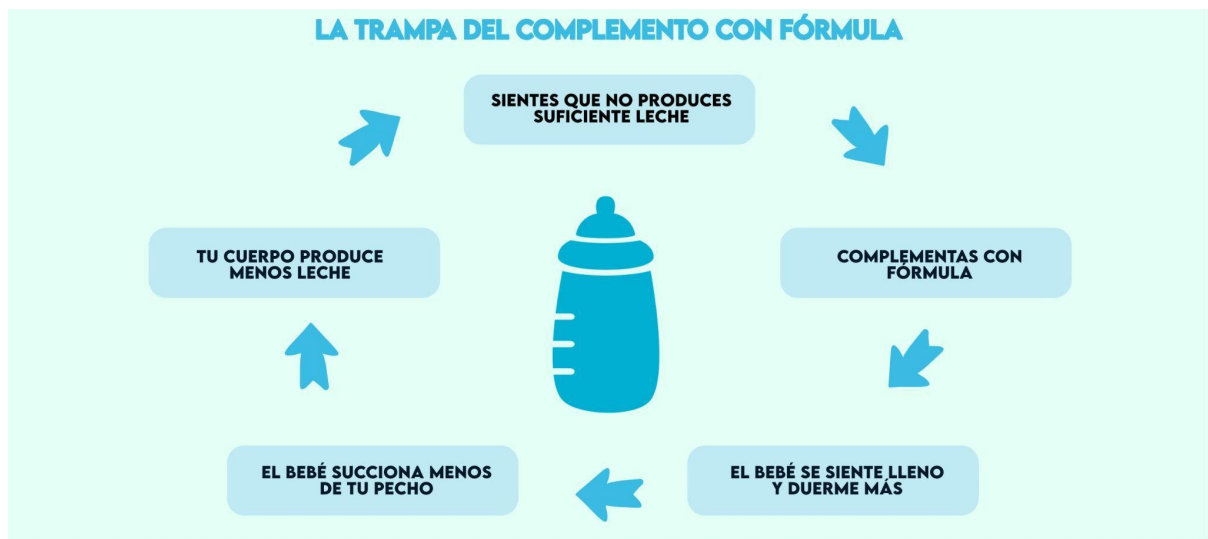 LA TRAMPA DEL COMPLEMENTO CON FÓRMULA
SIENTES QUE NO PRODUCES
SUFICIENTE LECHE
COMPLEMENTAS CON
FÓRMULA
EL BEBÉ SE SIENTE LLENO
Y DUERME MÁS
EL BEBÉ SUCCIONA MENOS
DE TU PECHO
TU CUERPO PRODUCE
MENOS LECHE